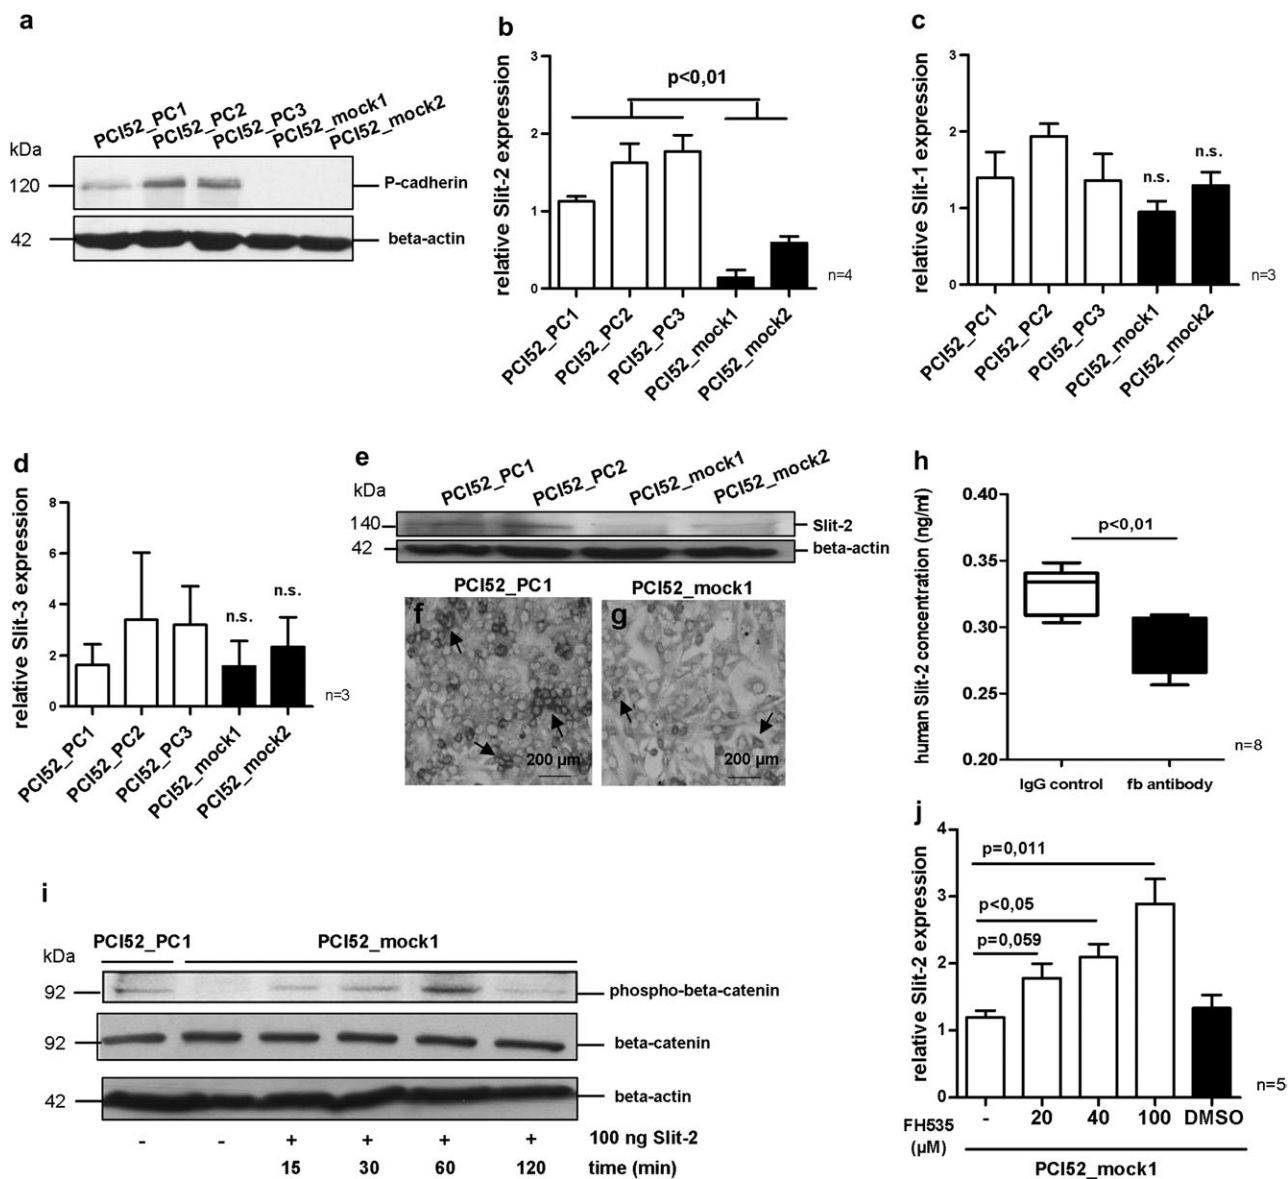 a
PCI52_PC1
PCI52_PC2
PCI52_PC3
PCI52_mock1
PCI52_mock2
kDa
120
P-cadherin
42
beta-actin
b
relative Slit-2 expression
3
2
1
0
p<0,01
n=4
PCI52_PC1
PCI52_PC2
PCI52_PC3
PCI52_mock1
PCI52_mock2
c
relative Slit-1 expression
3
2
1
0
n.s.
n.s.
n=3
PCI52_PC1
PCI52_PC2
PCI52_PC3
PCI52_mock1
PCI52_mock2
d
relative Slit-3 expression
8
6
4
2
0
n.s.
n.s.
n=3
PCI52_PC1
PCI52_PC2
PCI52_PC3
PCI52_mock1
PCI52_mock2
e
PCI52_PC1
PCI52_PC2
PCI52_mock1
PCI52_mock2
kDa
140
Slit-2
42
beta-actin
PCI52_PC1
PCI52_mock1
f
200 µm
g
200 µm
h
human Slit-2 concentration (ng/ml)
0.40
0.35
0.30
0.25
0.20
p<0,01
n=8
IgG control
fb antibody
i
PCI52_PC1
PCI52_mock1
kDa
92
phospho-beta-catenin
92
beta-catenin
42
beta-actin
- - + + + + 100 ng Slit-2
15 30 60 120 time (min)
j
relative Slit-2 expression
4
3
2
1
0
p=0,011
p<0,05
p=0,059
n=5
FH535 - 20 40 100 DMSO
(µM)
PCI52_mock1